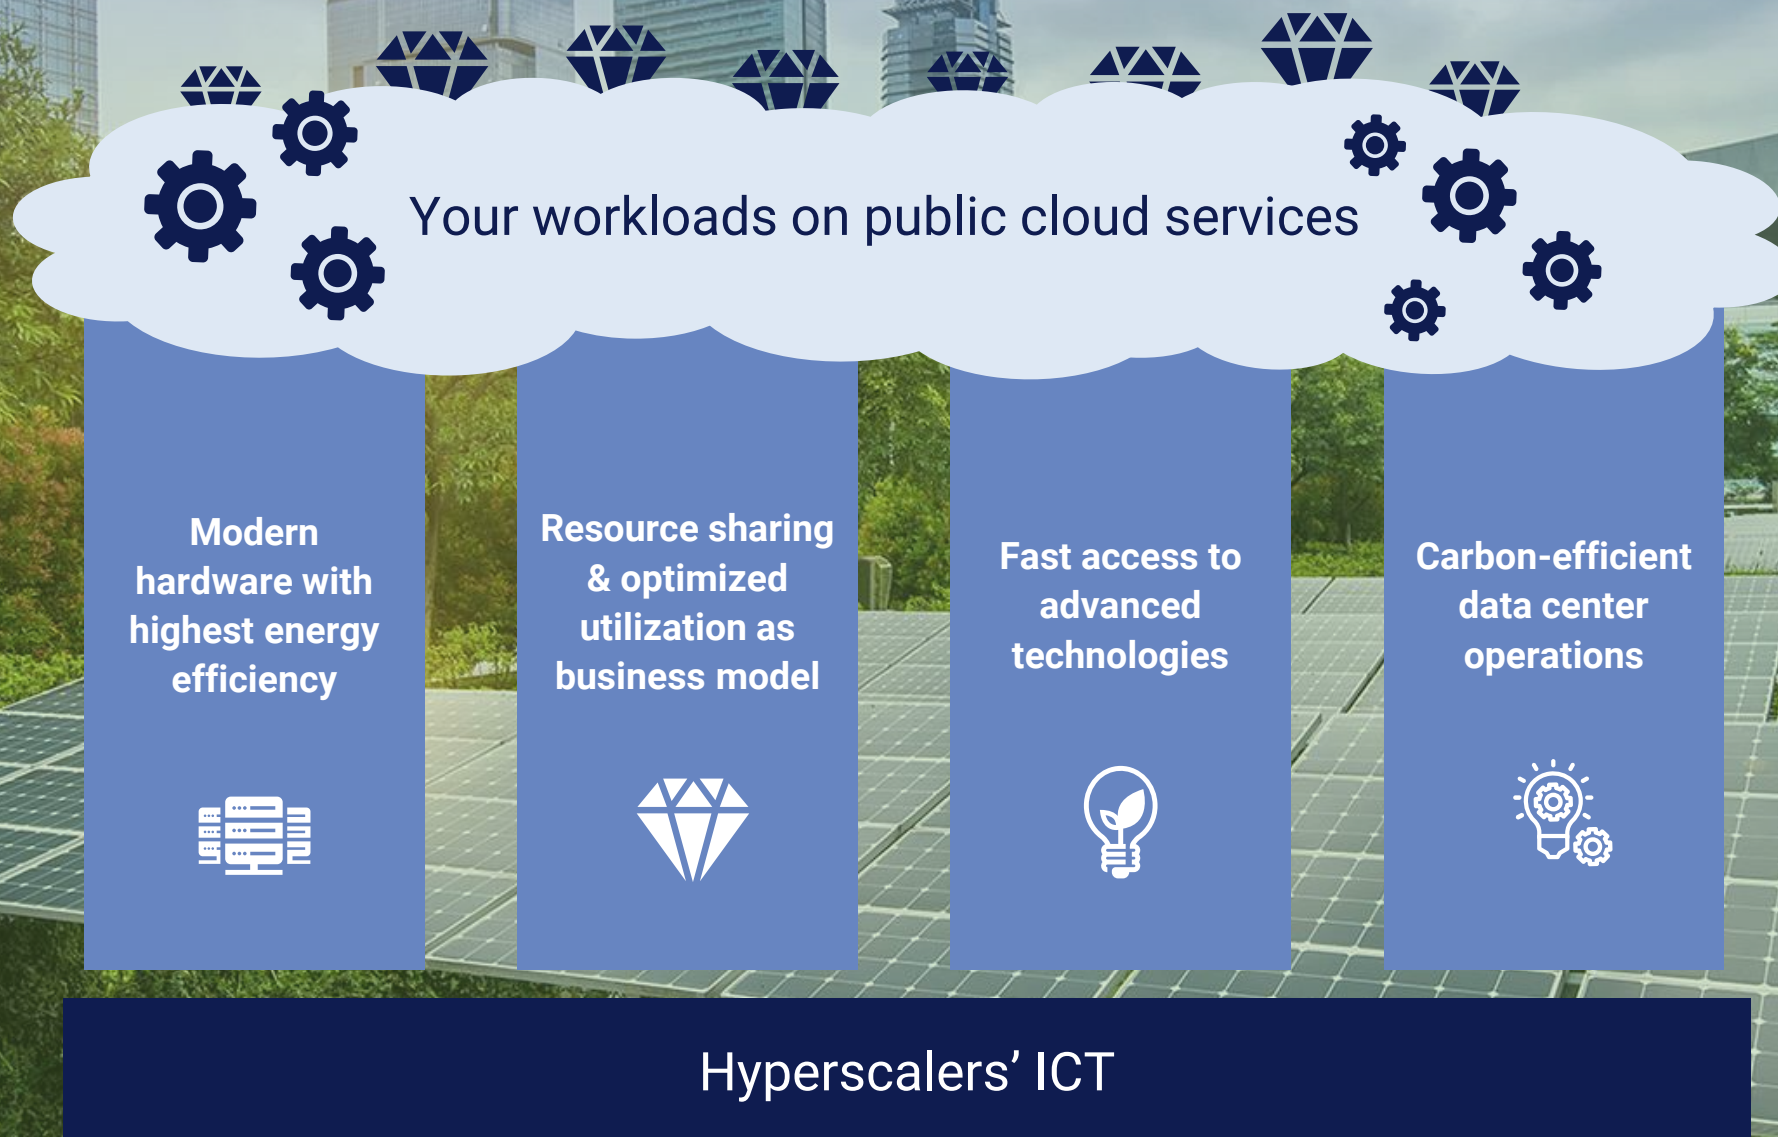 Your workloads on public cloud services
Modern
hardware with
highest energy
efficiency
Resource sharing
& optimized
utilization as
business model
Fast access to
advanced
technologies
Carbon-efficient
data center
operations
Hyperscalers’ ICT